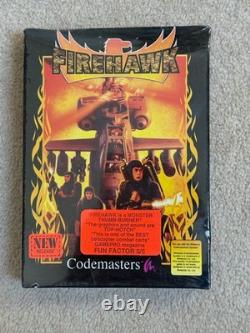 FIREHAWK
FIREHAWK is a MONSTER
THUMB-BURNER"
"The graphics and sound are
TOP-NOTCH"
"This is one of the BEST
helicopter combat carts"
GAMEPRO magazine
FUN FACTOR 5/5
NEW
RELEASE
Codemasters